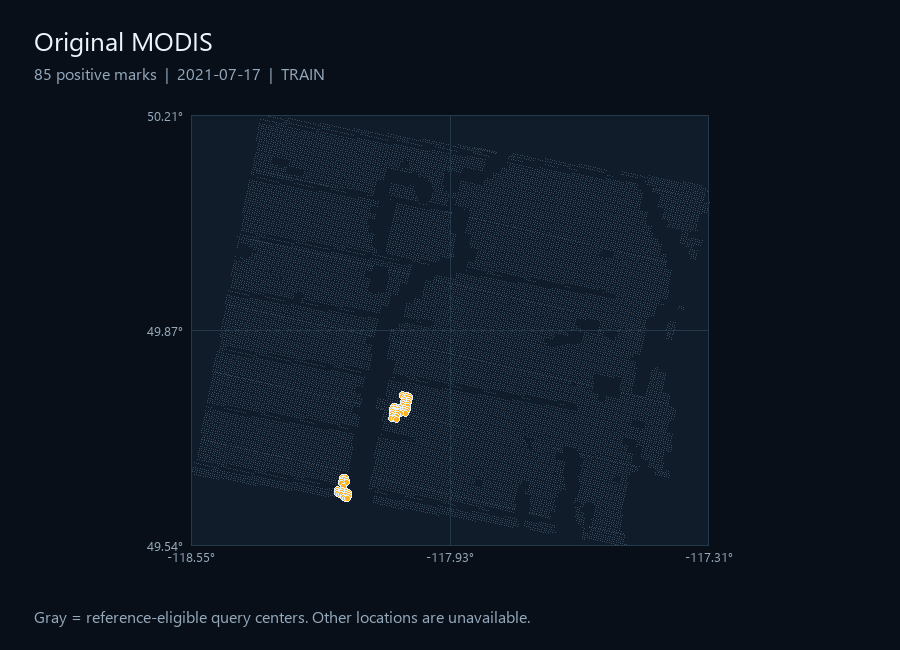 Original MODIS
85 positive marks | 2021-07-17 | TRAIN
50.21°
49.87°
49.54°
-118.55°
-117.93°
-117.31°
Gray = reference-eligible query centers. Other locations are unavailable.